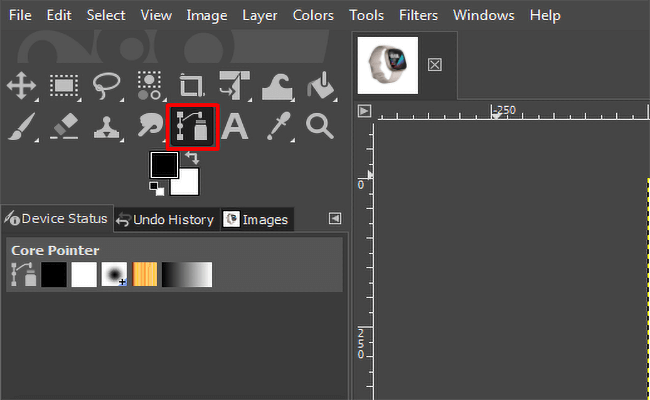 File Edit Select View Image Layer Colors Tools Filters Windows Help
-250
0
250
Device Status Undo History Images
Core Pointer